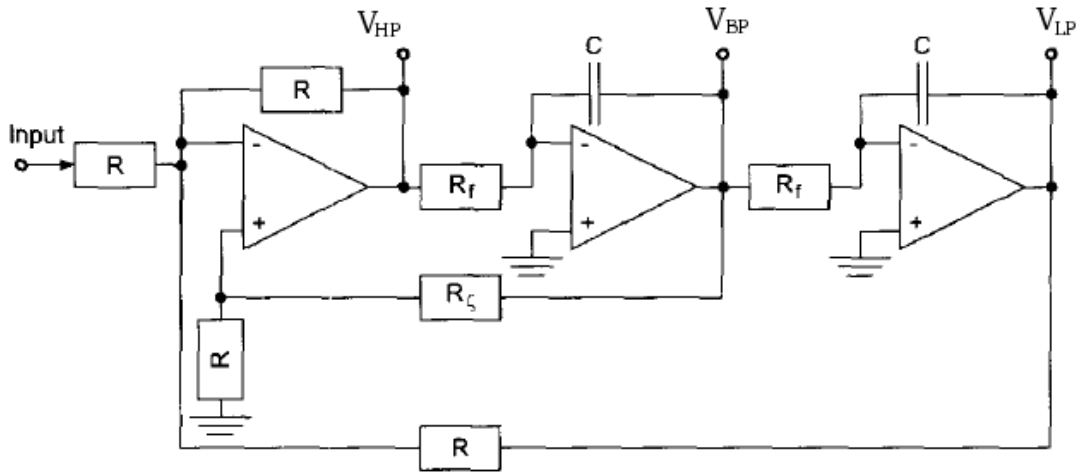 V_HP V_BP V_LP
C C
R
Input
- - -
R R_f R_f
+ + +
R_ζ
R
R